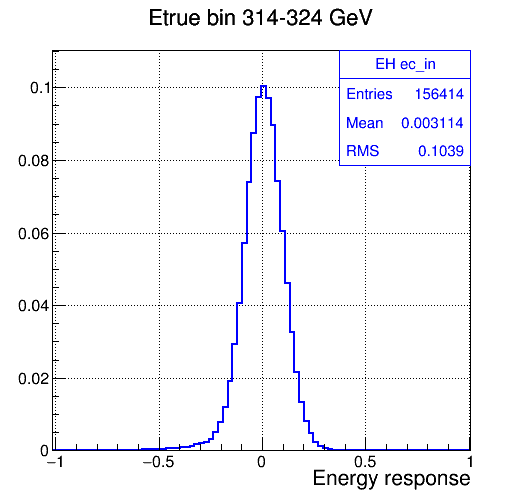 Etrue bin 314-324 GeV
EH ec_in
Entries 156414
Mean 0.003114
RMS 0.1039
0.1
0.08
0.06
0.04
0.02
0
−1 −0.5 0 0.5 1
Energy response